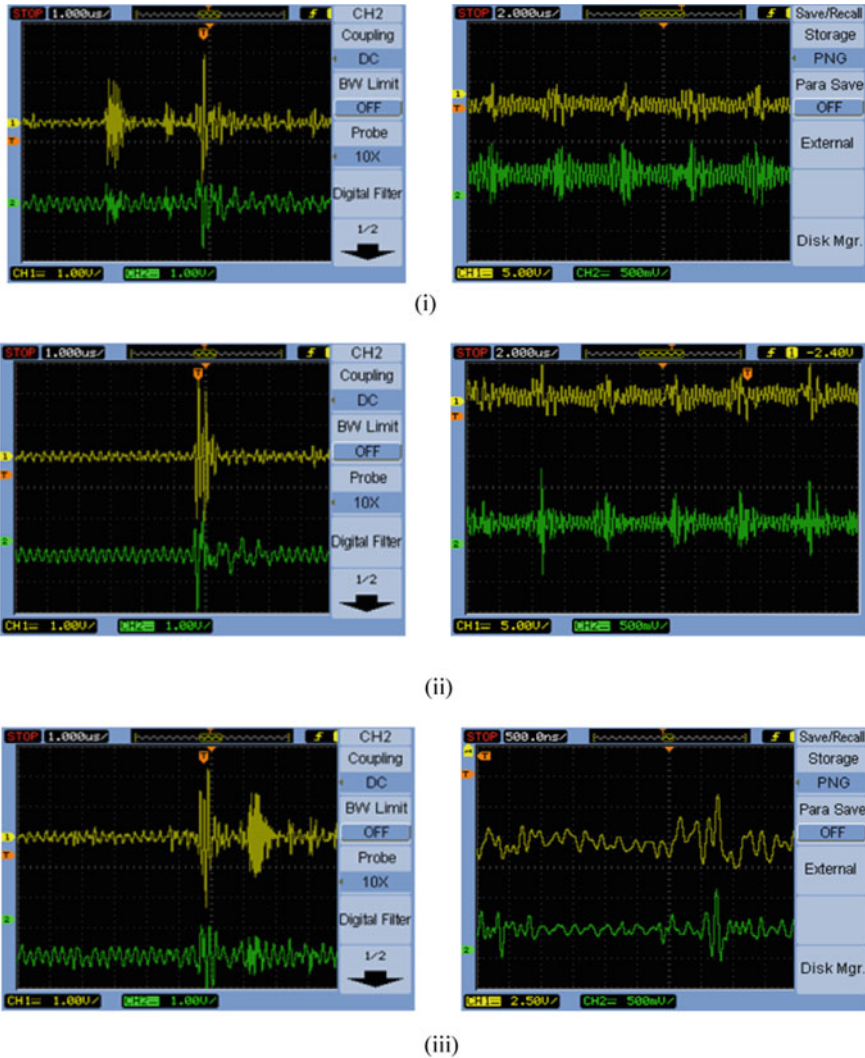 STOP 1.000us/ CH2
Coupling
DC
BW Limit
OFF
Probe
10X
Digital Filter
1/2
CH1= 1.00V/ CH2= 1.00V/
STOP 2.000us/ Save/Recall
Storage
PNG
Para Save
OFF
External
Disk Mgr.
CH1= 5.00V/ CH2= 500mV/
(i)
STOP 1.000us/ CH2
Coupling
DC
BW Limit
OFF
Probe
10X
Digital Filter
1/2
CH1= 1.00V/ CH2= 1.00V/
STOP 2.000us/ 1 -2.40V
CH1= 5.00V/ CH2= 500mV/
(ii)
STOP 1.000us/ CH2
Coupling
DC
BW Limit
OFF
Probe
10X
Digital Filter
1/2
CH1= 1.00V/ CH2= 1.00V/
STOP 500.0ns/ Save/Recall
Storage
PNG
Para Save
OFF
External
Disk Mgr.
CH1= 2.50V/ CH2= 500mV/
(iii)